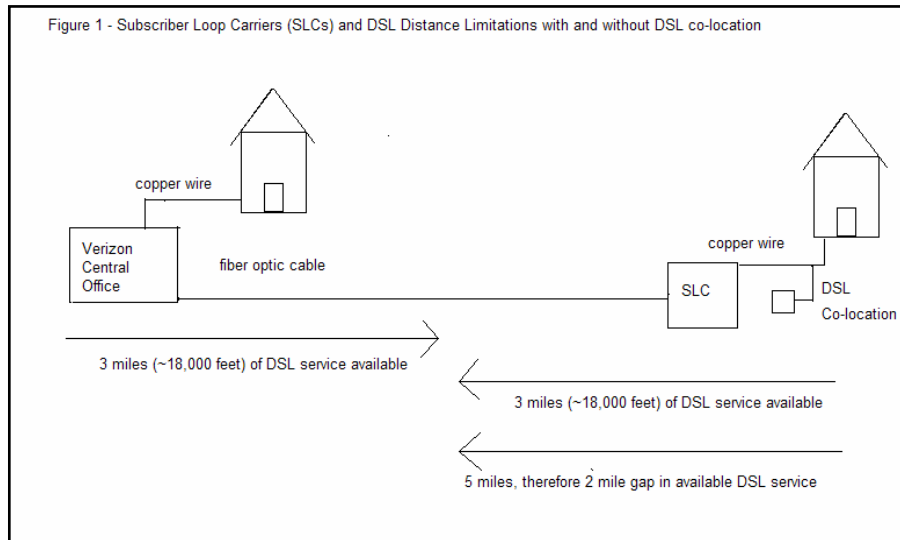 Figure 1 - Subscriber Loop Carriers (SLCs) and DSL Distance Limitations with and without DSL co-location
copper wire
Verizon
Central
Office
fiber optic cable
copper wire
SLC
DSL
Co-location
3 miles (~18,000 feet) of DSL service available
3 miles (~18,000 feet) of DSL service available
5 miles, therefore 2 mile gap in available DSL service